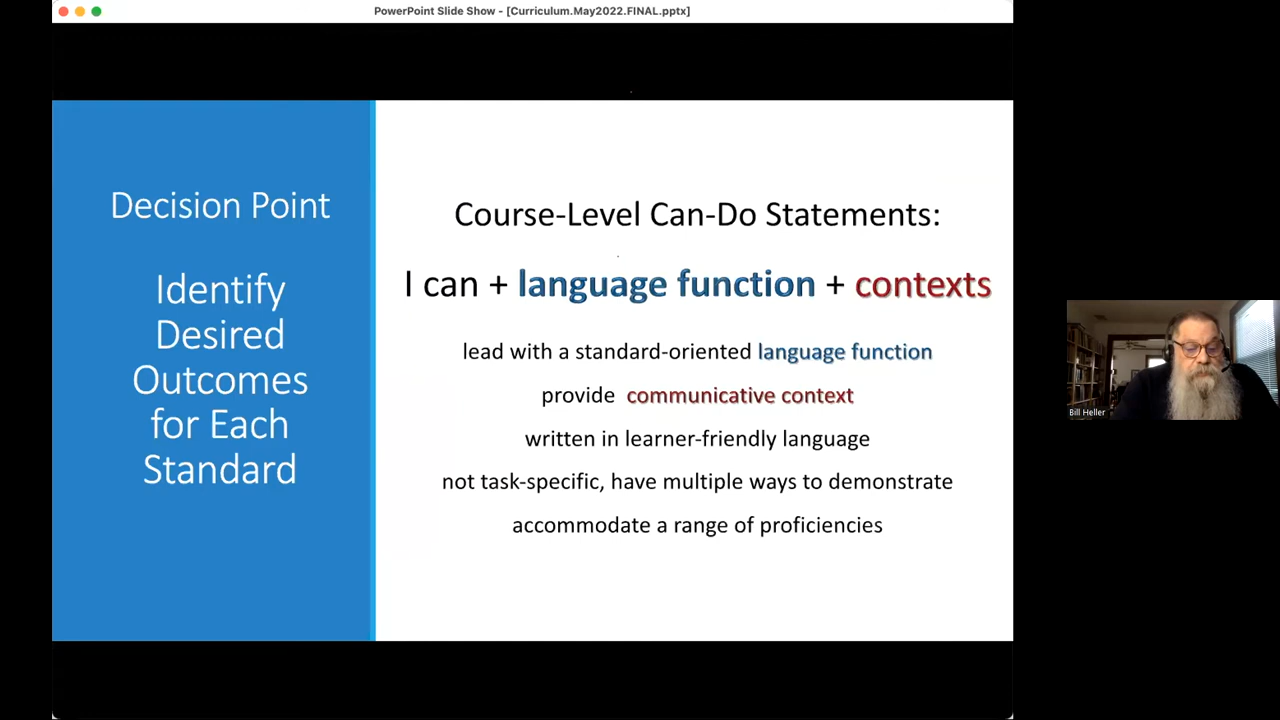 PowerPoint Slide Show - [Curriculum.May2022.FINAL.pptx]
Decision Point
Identify
Desired
Outcomes
for Each
Standard
Course-Level Can-Do Statements:
I can + language function + contexts
lead with a standard-oriented language function
provide communicative context
written in learner-friendly language
not task-specific, have multiple ways to demonstrate
accommodate a range of proficiencies
Bill Heller